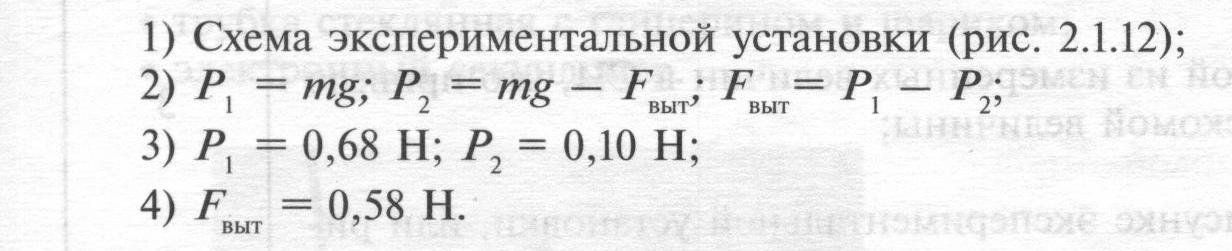 1) Схема экспериментальной установки (рис. 2.1.12);
2) P₁ = mg, P₂ = mg − Fвыт; Fвыт = P₁ − P₂;
3) P₁ = 0,68 Н; P₂ = 0,10 Н;
4) Fвыт = 0,58 Н.